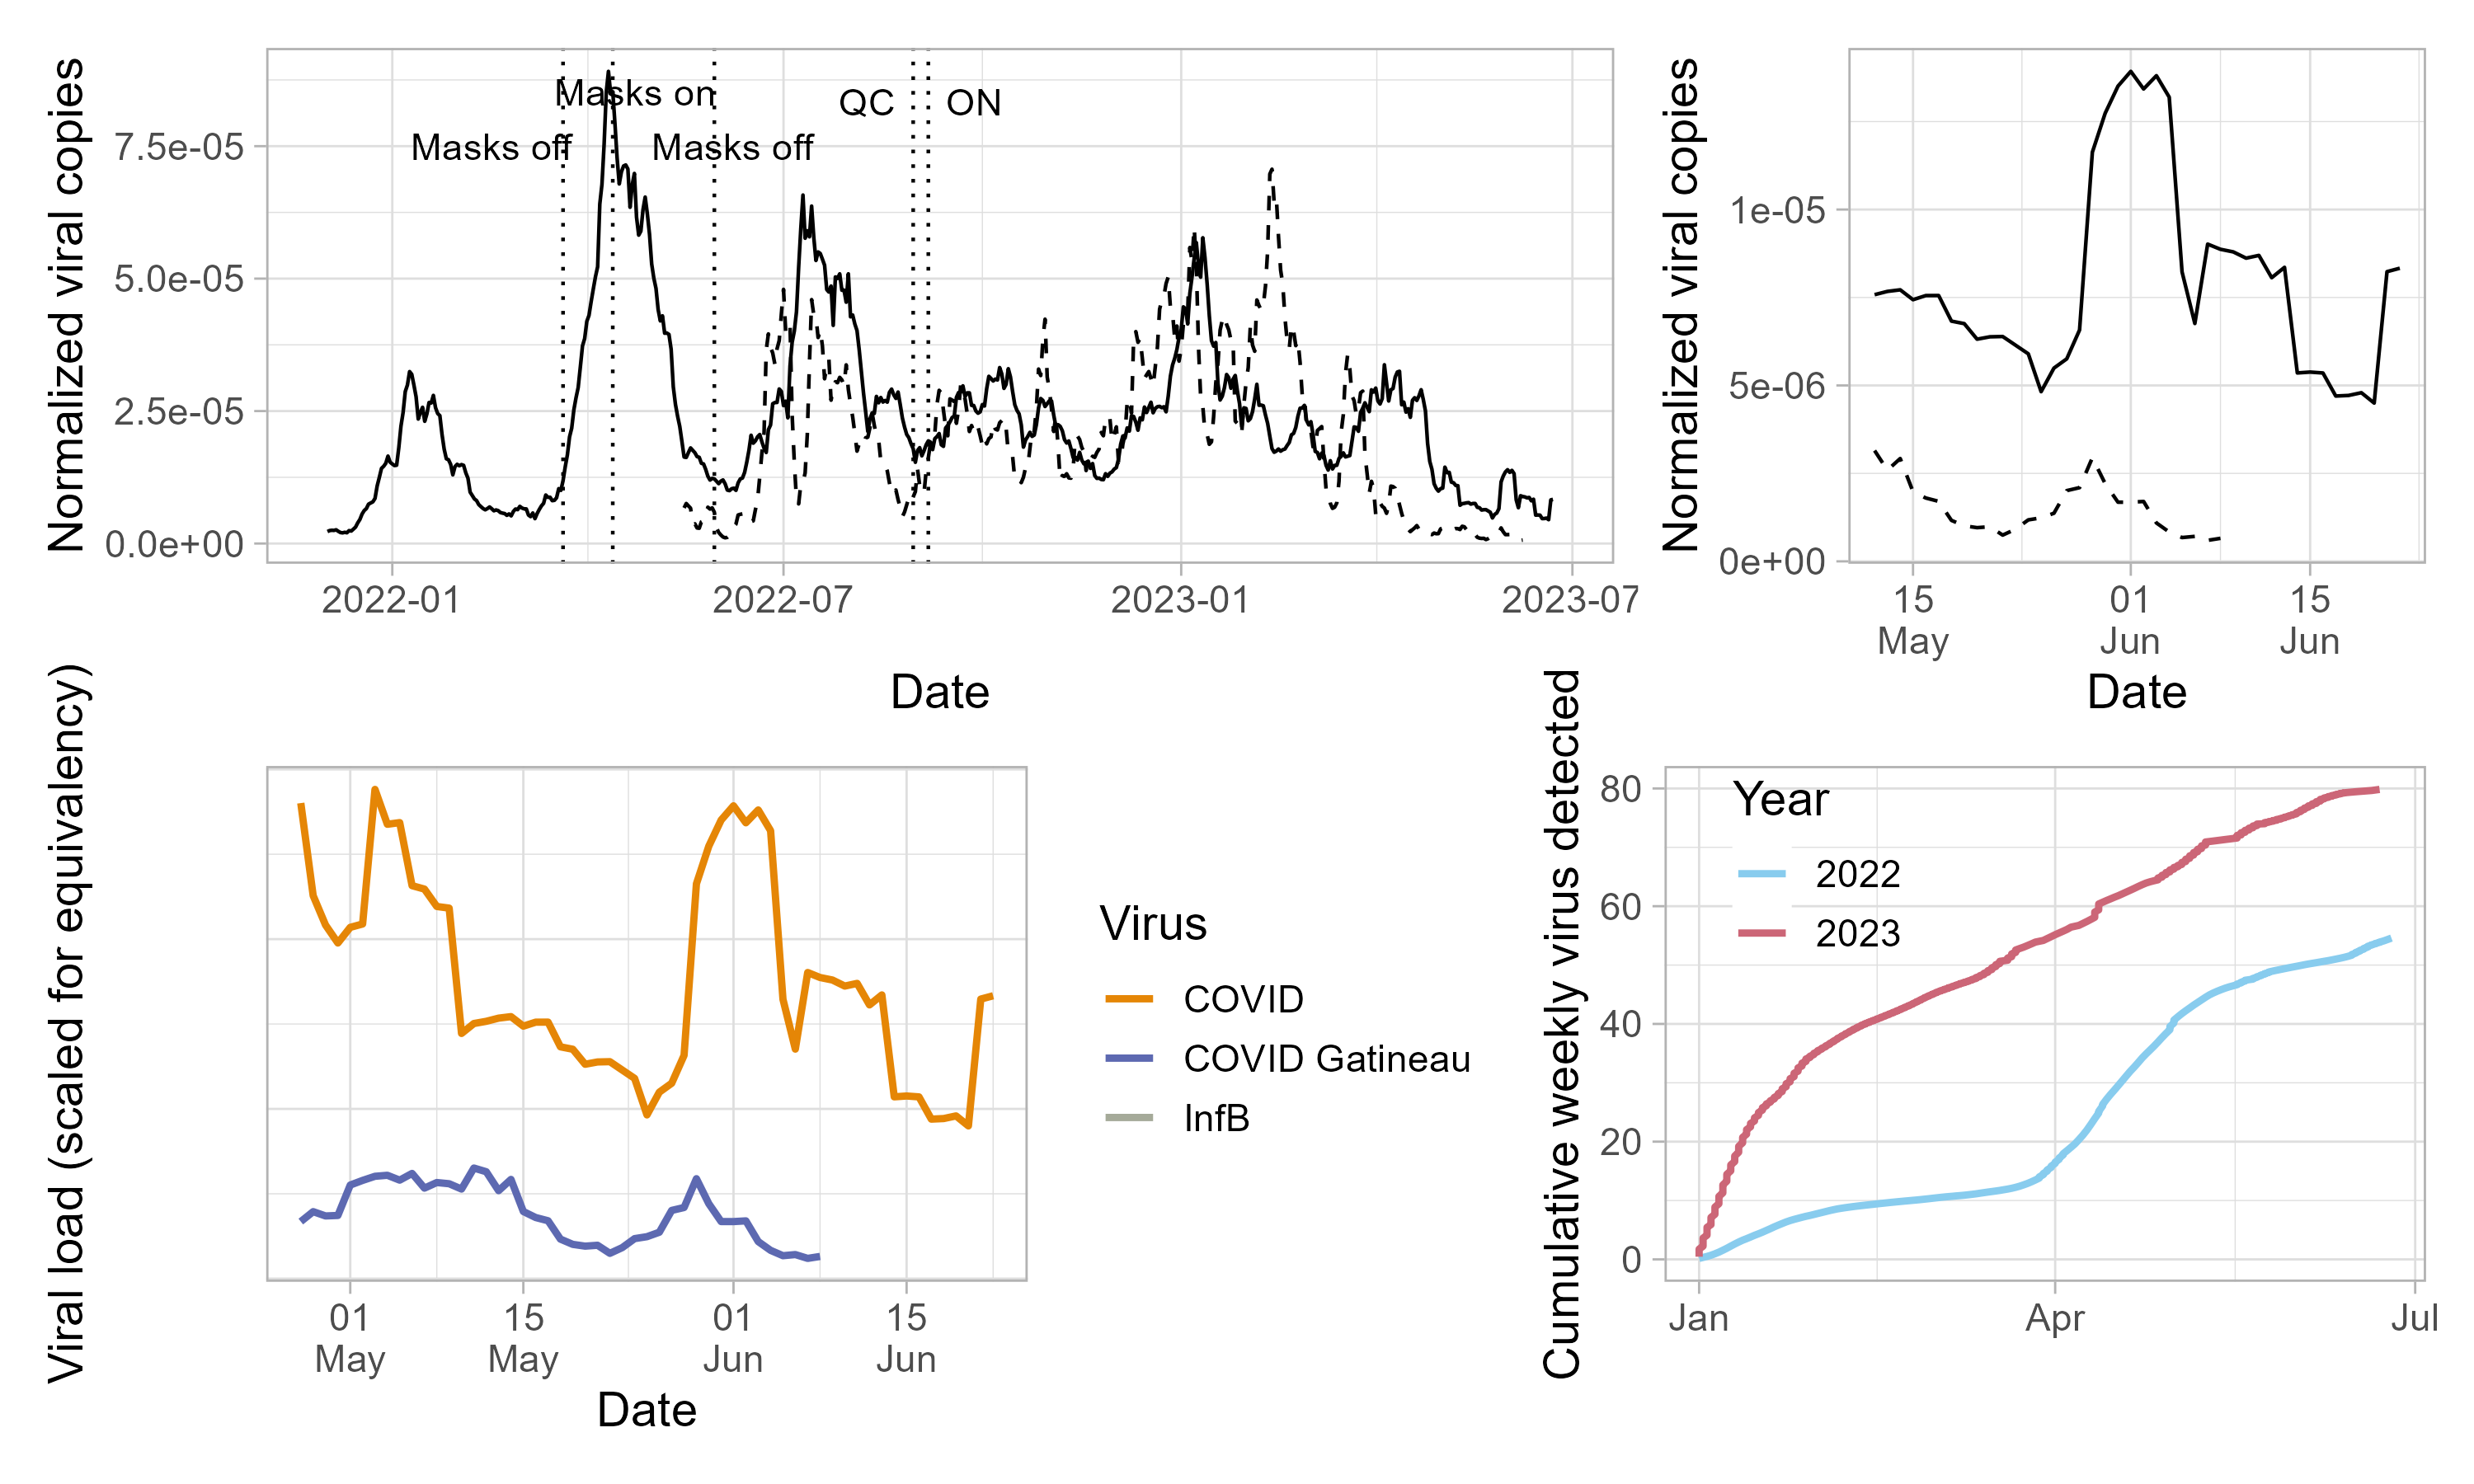 Normalized viral copies
7.5e-05
5.0e-05
2.5e-05
0.0e+00
Masks off
Masks on
Masks off
QC
ON
2022-01
2022-07
2023-01
2023-07
Date
Normalized viral copies
1e-05
5e-06
0e+00
15
May
01
Jun
15
Jun
Date
Viral load (scaled for equivalency)
01
May
15
May
01
Jun
15
Jun
Date
Virus
COVID
COVID Gatineau
InfB
Cumulative weekly virus detected
80
60
40
20
0
Year
2022
2023
Jan
Apr
Jul